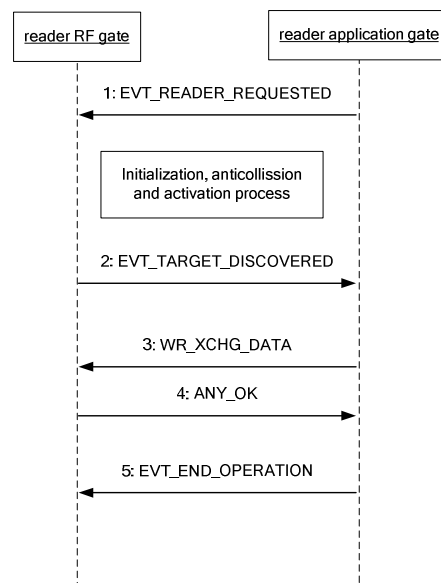 reader RF gate
reader application gate
1: EVT_READER_REQUESTED
Initialization, anticollission
and activation process
2: EVT_TARGET_DISCOVERED
3: WR_XCHG_DATA
4: ANY_OK
5: EVT_END_OPERATION